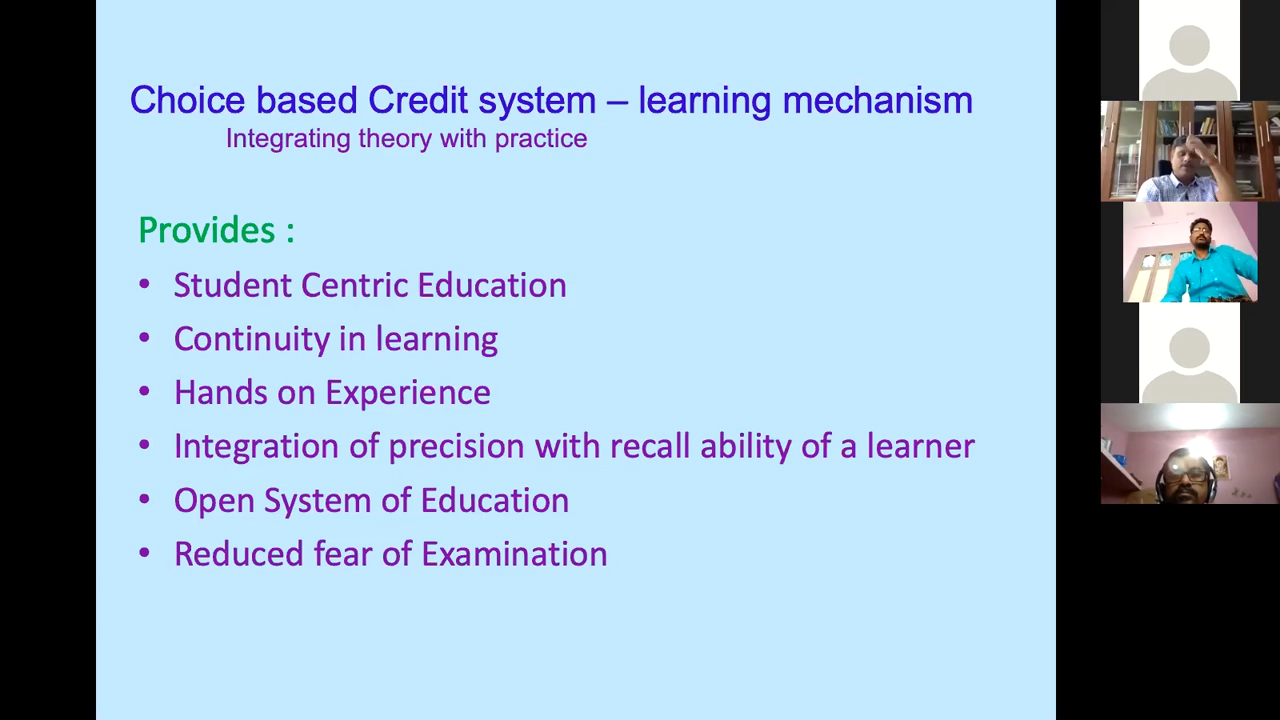 Choice based Credit system – learning mechanism
Integrating theory with practice
Provides :
• Student Centric Education
• Continuity in learning
• Hands on Experience
• Integration of precision with recall ability of a learner
• Open System of Education
• Reduced fear of Examination